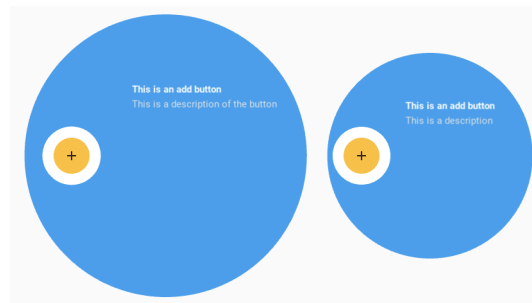 This is an add button
This is a description of the button
+
This is an add button
This is a description
+